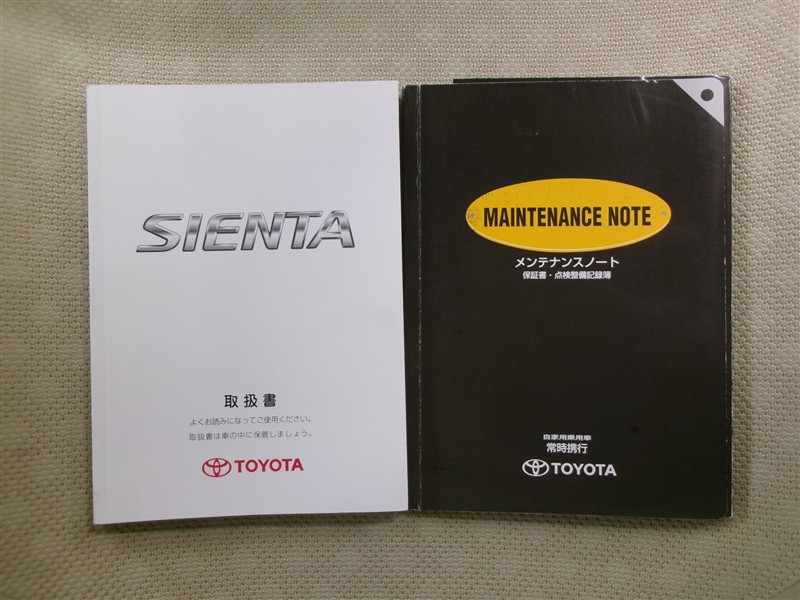 SIENTA
取扱書
よくお読みになってご使用ください。
取扱書は車の中に保管しましょう。
TOYOTA
MAINTENANCE NOTE
メンテナンスノート
保証書・点検整備記録簿
自家用乗用車
常時携行
TOYOTA